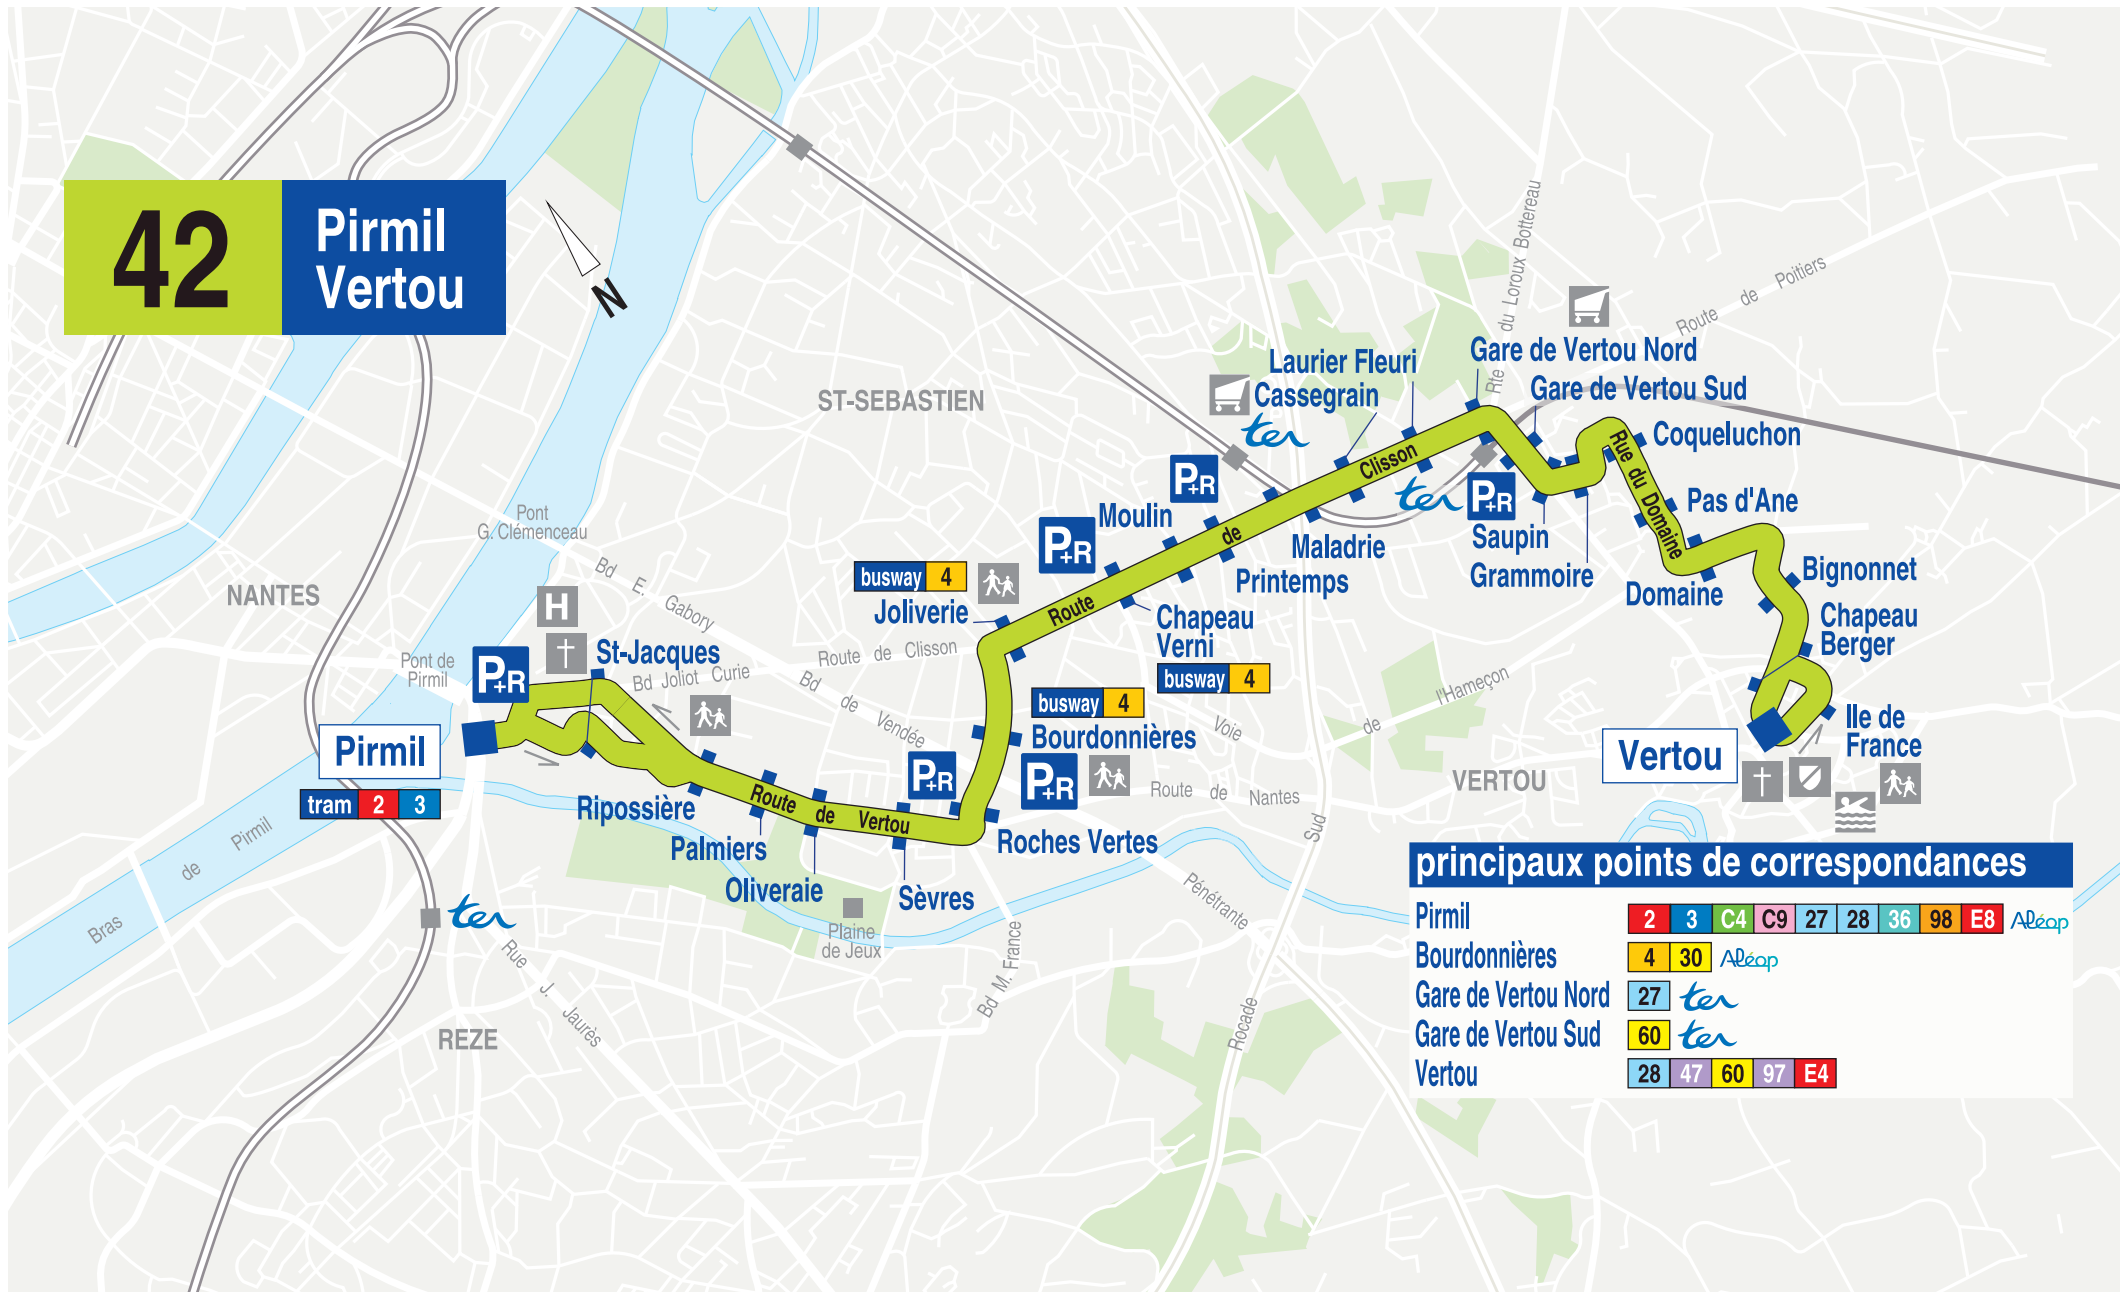 42
Pirmil
Vertou
N
ST-SEBASTIEN
NANTES
REZE
VERTOU
Pont
G. Clémenceau
Bd E. Gabory
Pont de
Pirmil
Bras de Pirmil
Route de Clisson
Bd Joliot Curie
Bd de Vendée
Rte du Loroux Bottereau
Route de Poitiers
Voie de l'Hameçon
Route de Nantes
Sud
Pénétrante
Rocade
Bd M. France
Rue J. Jaurès
Plaine
de Jeux
H
P+R
St-Jacques
Pirmil
tram 2 3
ter
Ripossière
Palmiers
Oliveraie
Sèvres
Route de Vertou
P+R
Roches Vertes
P+R
busway 4
Bourdonnières
busway 4
Joliverie
P+R
Moulin
P+R
Chapeau
Verni
busway 4
Route de Clisson
Printemps
Maladrie
Laurier Fleuri
Cassegrain
ter
Gare de Vertou Nord
Gare de Vertou Sud
ter
P+R
Saupin
Grammoire
Coqueluchon
Rue du Domaine
Pas d'Ane
Domaine
Bignonnet
Chapeau
Berger
Ile de
France
Vertou
principaux points de correspondances
Pirmil 2 3 C4 C9 27 28 36 98 E8 Aléop
Bourdonnières 4 30 Aléop
Gare de Vertou Nord 27 ter
Gare de Vertou Sud 60 ter
Vertou 28 47 60 97 E4